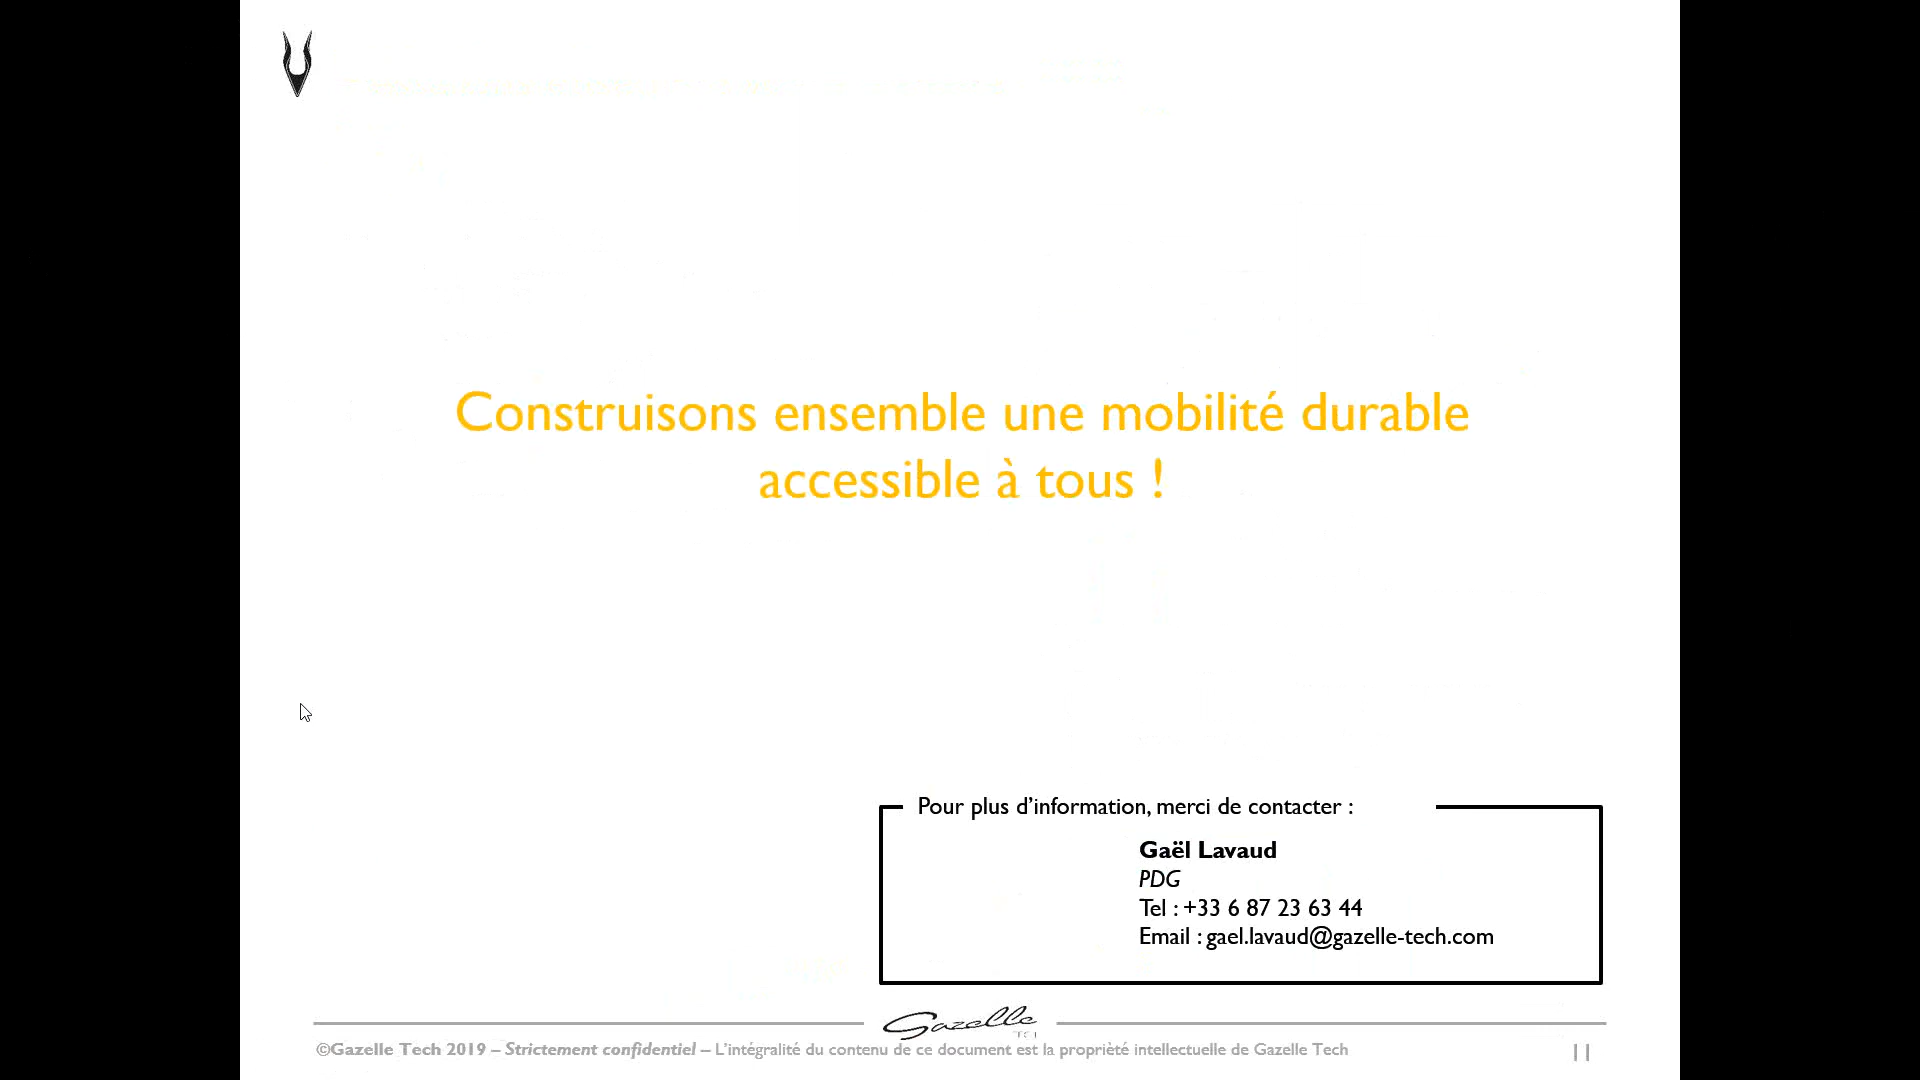 Construisons ensemble une mobilité durable
accessible à tous !
Pour plus d’information, merci de contacter :
Gaël Lavaud
PDG
Tel : +33 6 87 23 63 44
Email : gael.lavaud@gazelle-tech.com
Gazelle
©Gazelle Tech 2019 – Strictement confidentiel – L’intégralité du contenu de ce document est la propriètè intellectuelle de Gazelle Tech
11